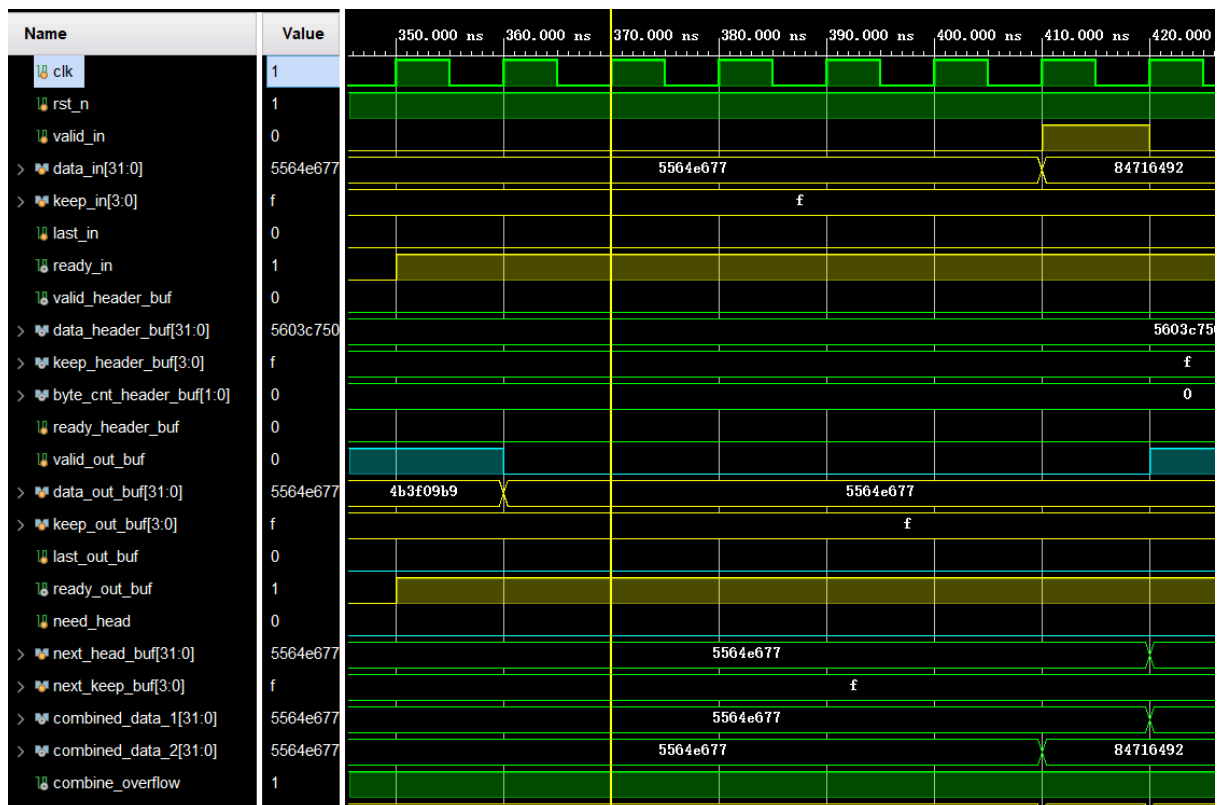 Name Value 350.000 ns 360.000 ns 370.000 ns 380.000 ns 390.000 ns 400.000 ns 410.000 ns 420.000
clk 1
rst_n 1
valid_in 0
data_in[31:0] 5564e677 5564e677 84716492
keep_in[3:0] f f
last_in 0
ready_in 1
valid_header_buf 0
data_header_buf[31:0] 5603c750 5603c75
keep_header_buf[3:0] f f
byte_cnt_header_buf[1:0] 0 0
ready_header_buf 0
valid_out_buf 0
data_out_buf[31:0] 5564e677 4b3f09b9 5564e677
keep_out_buf[3:0] f f
last_out_buf 0
ready_out_buf 1
need_head 0
next_head_buf[31:0] 5564e677 5564e677
next_keep_buf[3:0] f f
combined_data_1[31:0] 5564e677 5564e677
combined_data_2[31:0] 5564e677 5564e677 84716492
combine_overflow 1